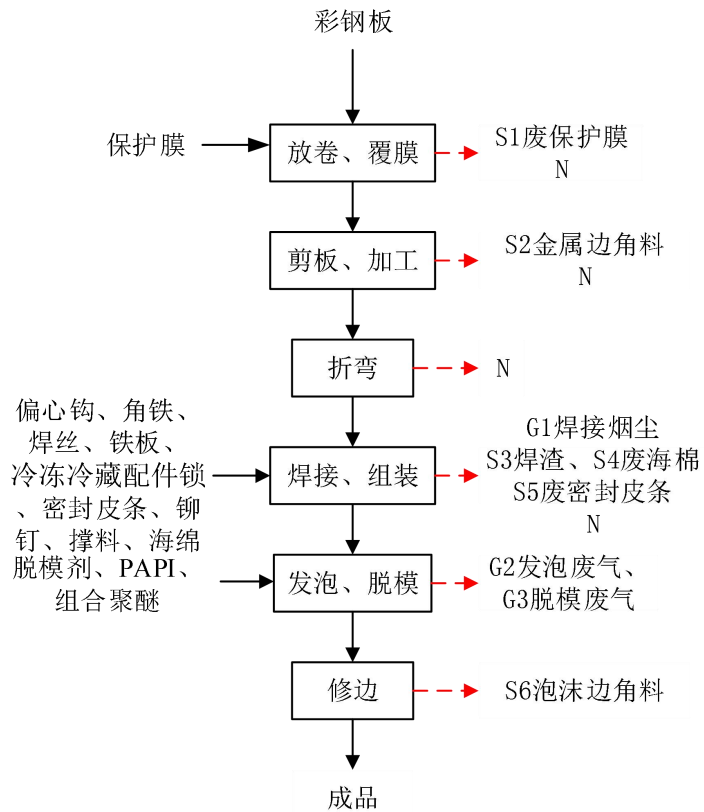 彩钢板
保护膜
放卷、覆膜
S1废保护膜
N
剪板、加工
S2金属边角料
N
折弯
N
偏心钩、角铁、
焊丝、铁板、
冷冻冷藏配件锁
、密封皮条、铆
钉、撑料、海绵
焊接、组装
G1焊接烟尘
S3焊渣、S4废海棉
S5废密封皮条
N
脱模剂、PAPI、
组合聚醚
发泡、脱模
G2发泡废气、
G3脱模废气
修边
S6泡沫边角料
成品